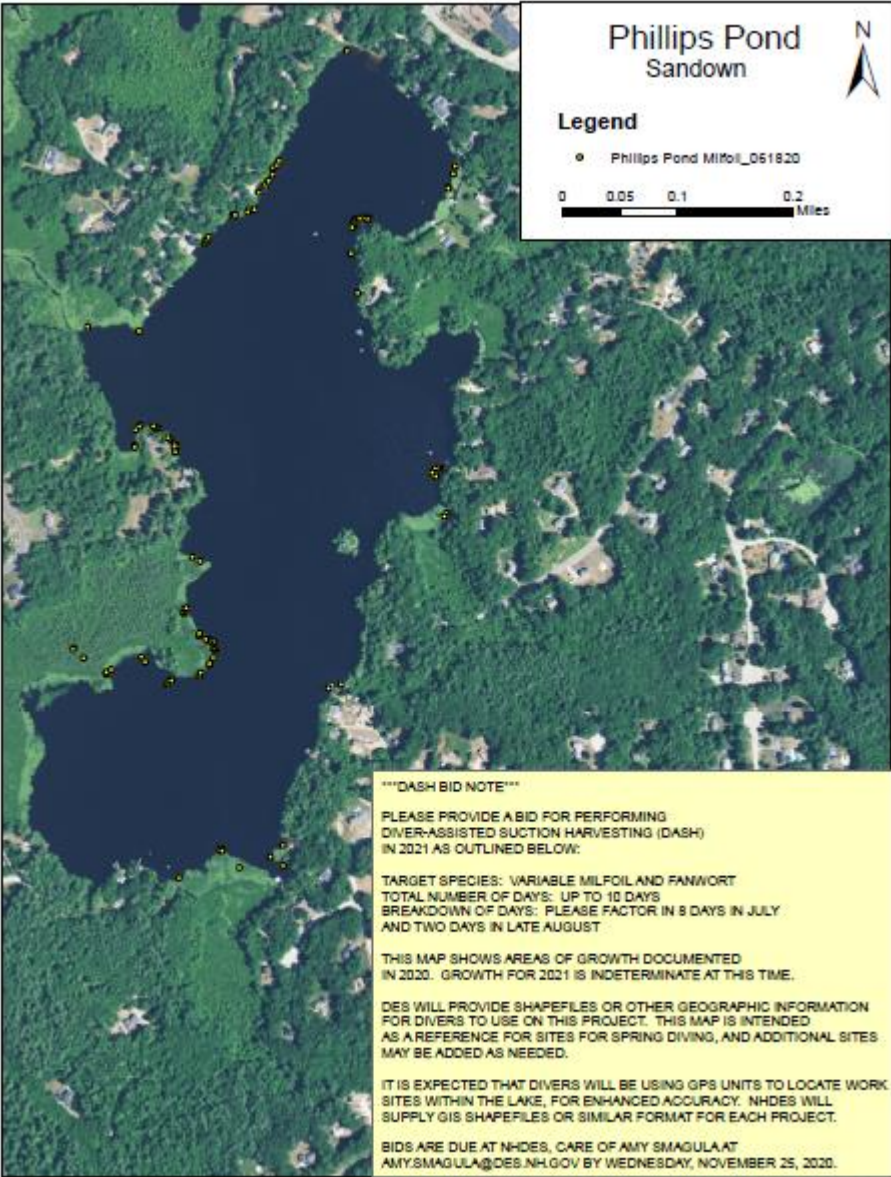 Phillips Pond
Sandown
N
Legend
Phillips Pond Milfoil_051820
0 0.05 0.1 0.2
Miles
***DASH BID NOTE***
PLEASE PROVIDE A BID FOR PERFORMING
DIVER-ASSISTED SUCTION HARVESTING (DASH)
IN 2021 AS OUTLINED BELOW:
TARGET SPECIES: VARIABLE MILFOIL AND FANWORT
TOTAL NUMBER OF DAYS: UP TO 10 DAYS
BREAKDOWN OF DAYS: PLEASE FACTOR IN 8 DAYS IN JULY
AND TWO DAYS IN LATE AUGUST
THIS MAP SHOWS AREAS OF GROWTH DOCUMENTED
IN 2020. GROWTH FOR 2021 IS INDETERMINATE AT THIS TIME.
DES WILL PROVIDE SHAPEFILES OR OTHER GEOGRAPHIC INFORMATION
FOR DIVERS TO USE ON THIS PROJECT. THIS MAP IS INTENDED
AS A REFERENCE FOR SITES FOR SPRING DIVING, AND ADDITIONAL SITES
MAY BE ADDED AS NEEDED.
IT IS EXPECTED THAT DIVERS WILL BE USING GPS UNITS TO LOCATE WORK
SITES WITHIN THE LAKE, FOR ENHANCED ACCURACY. NHDES WILL
SUPPLY GIS SHAPEFILES OR SIMILAR FORMAT FOR EACH PROJECT.
BIDS ARE DUE AT NHDES, CARE OF AMY SMAGULA AT
AMY.SMAGULA@DES.NH.GOV BY WEDNESDAY, NOVEMBER 25, 2020.